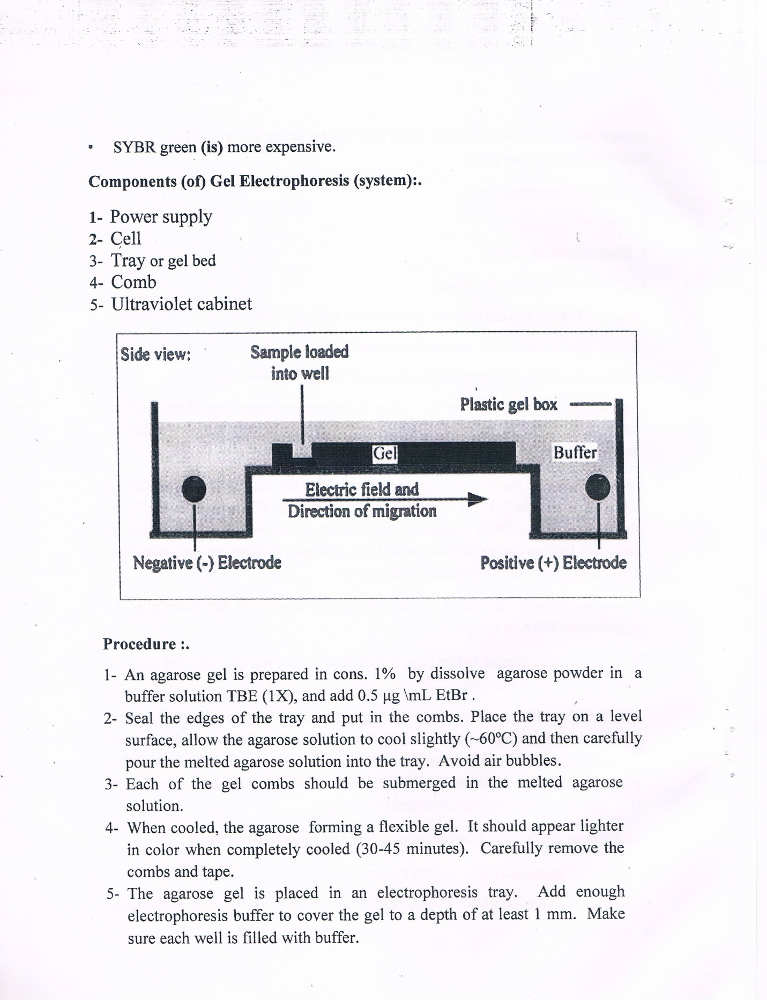 • SYBR green (is) more expensive.
Components (of) Gel Electrophoresis (system):.
1- Power supply
2- Cell
3- Tray or gel bed
4- Comb
5- Ultraviolet cabinet
Side view:
Sample loaded
into well
Plastic gel box
Gel
Buffer
Electric field and
Direction of migration
Negative (-) Electrode
Positive (+) Electrode
Procedure :.
1- An agarose gel is prepared in cons. 1% by dissolve agarose powder in a
buffer solution TBE (1X), and add 0.5 µg \mL EtBr .
2- Seal the edges of the tray and put in the combs. Place the tray on a level
surface, allow the agarose solution to cool slightly (~60ºC) and then carefully
pour the melted agarose solution into the tray. Avoid air bubbles.
3- Each of the gel combs should be submerged in the melted agarose
solution.
4- When cooled, the agarose forming a flexible gel. It should appear lighter
in color when completely cooled (30-45 minutes). Carefully remove the
combs and tape.
5- The agarose gel is placed in an electrophoresis tray. Add enough
electrophoresis buffer to cover the gel to a depth of at least 1 mm. Make
sure each well is filled with buffer.